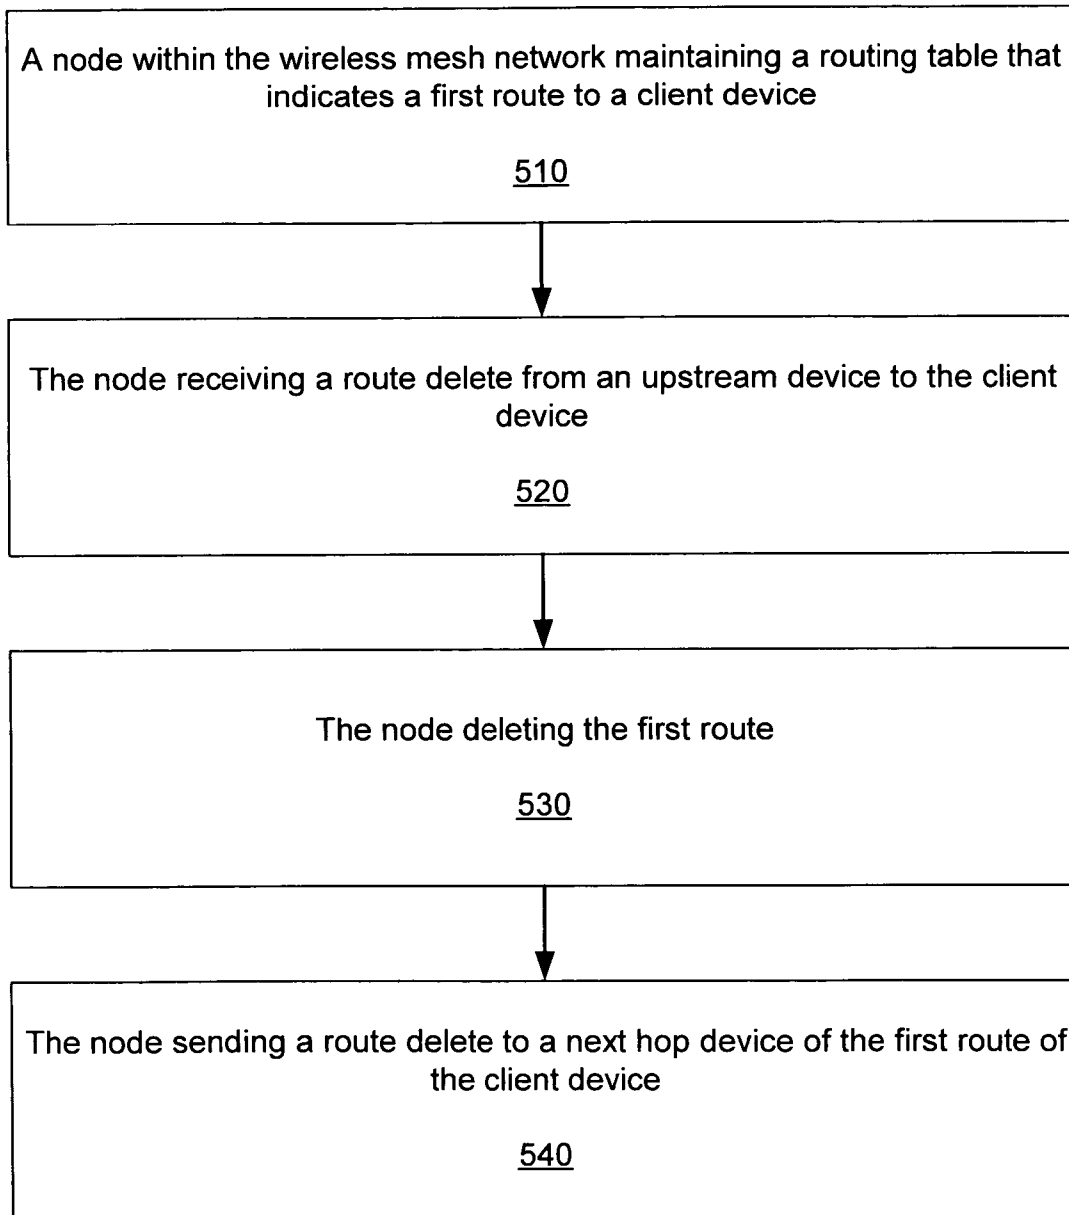 A node within the wireless mesh network maintaining a routing table that
indicates a first route to a client device
510
The node receiving a route delete from an upstream device to the client
device
520
The node deleting the first route
530
The node sending a route delete to a next hop device of the first route of
the client device
540